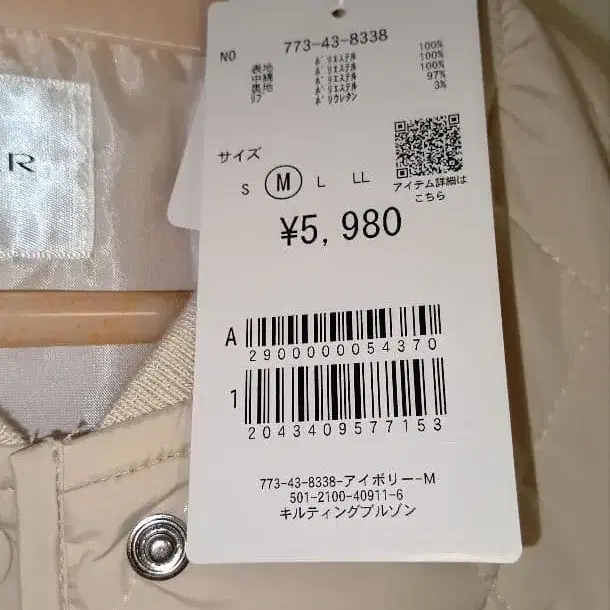 R
NO 773-43-8338
表地 ポリエステル 100%
中綿 ポリエステル 100%
裏地 ポリエステル 100%
リブ ポリエステル 97%
ポリウレタン 3%
サイズ
S M L LL
アイテム詳細は
こちら
¥5,980
A
2900000054370
1
2043409577153
773-43-8338-アイボリー-M
501-2100-40911-6
キルティングブルゾン